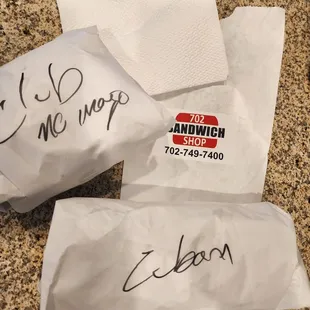 Club
NO mayo
702
SANDWICH
SHOP
702-749-7400
Cuban